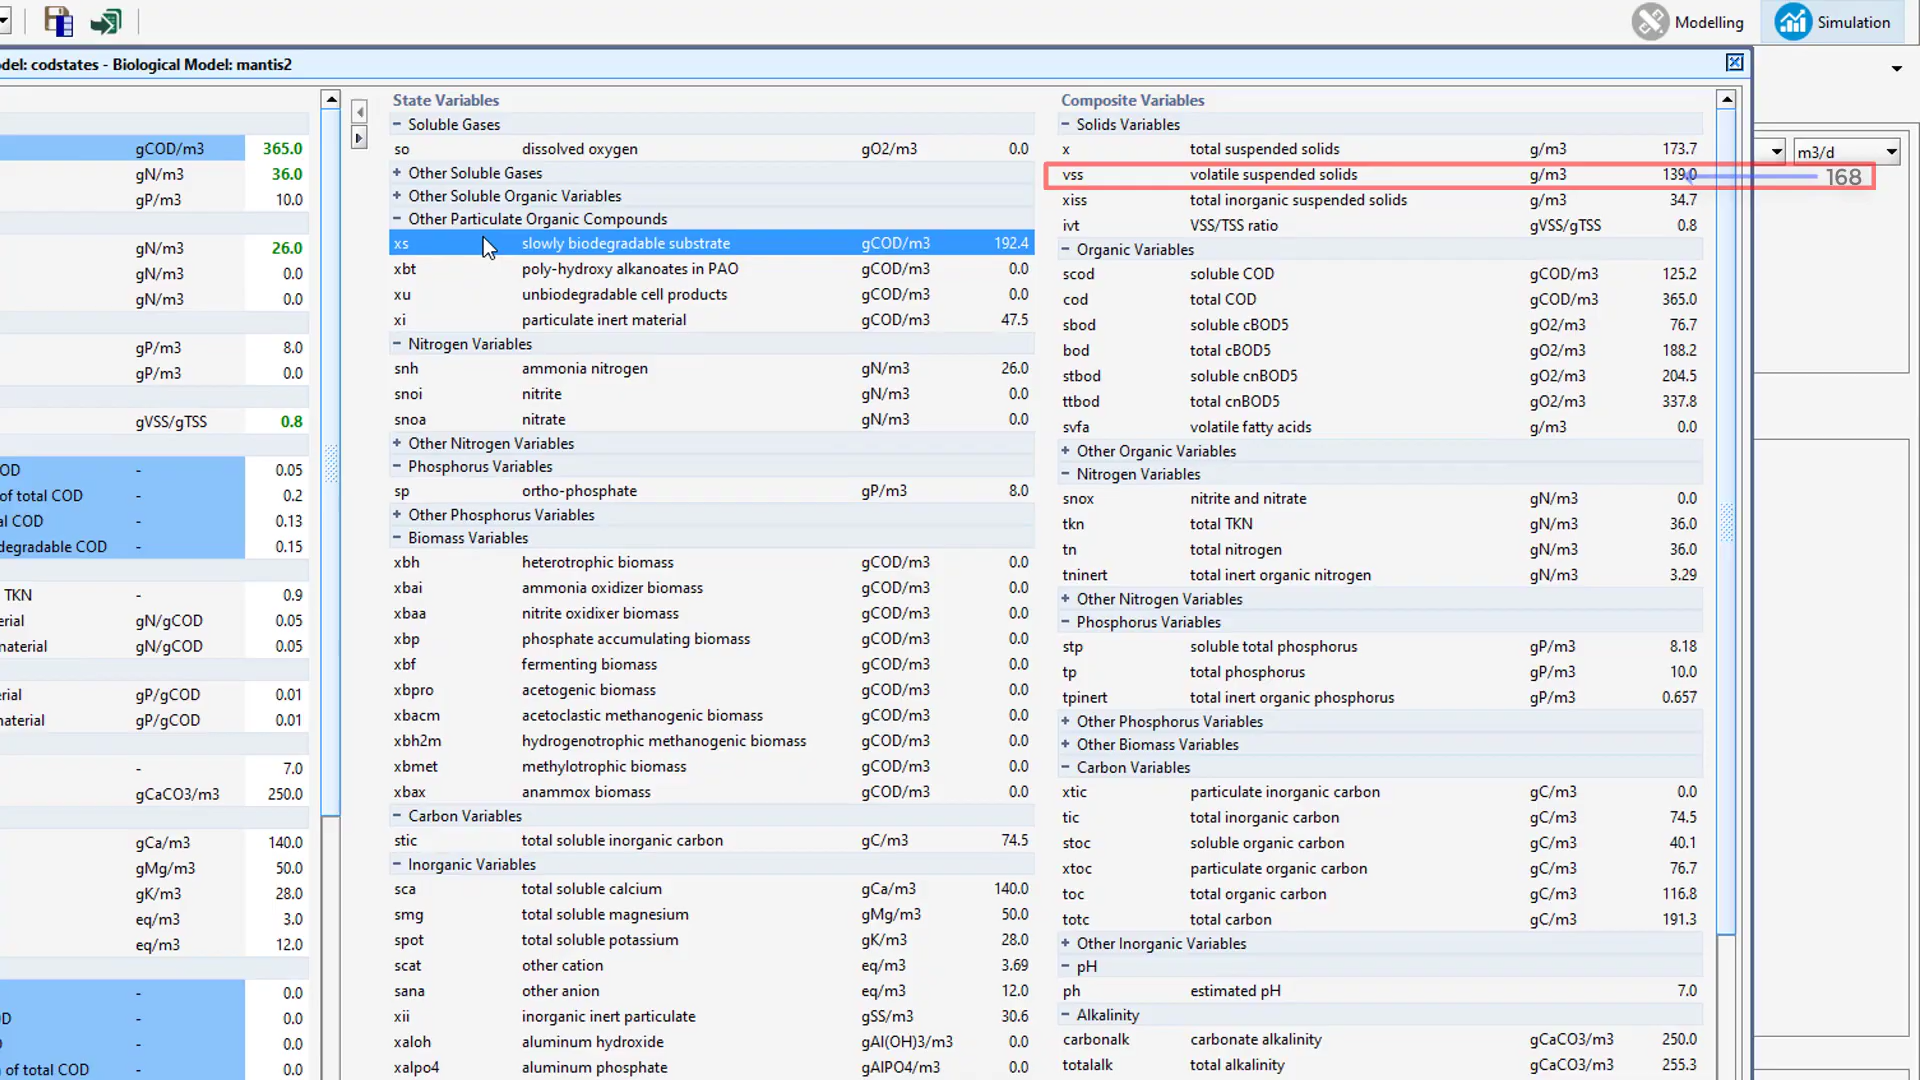 Modelling
Simulation
del: codstates - Biological Model: mantis2
gCOD/m3 365.0
gN/m3 36.0
gP/m3 10.0
gN/m3 26.0
gN/m3 0.0
gN/m3 0.0
gP/m3 8.0
gP/m3 0.0
gVSS/gTSS 0.8
OD - 0.05
of total COD - 0.2
al COD - 0.13
degradable COD - 0.15
TKN - 0.9
erial gN/gCOD 0.05
material gN/gCOD 0.05
erial gP/gCOD 0.01
naterial gP/gCOD 0.01
- 7.0
gCaCO3/m3 250.0
gCa/m3 140.0
gMg/m3 50.0
gK/m3 28.0
eq/m3 3.0
eq/m3 12.0
- 0.0
D - 0.0
- 0.0
n of total COD - 0.0
State Variables
- Soluble Gases
so dissolved oxygen gO2/m3 0.0
+ Other Soluble Gases
+ Other Soluble Organic Variables
- Other Particulate Organic Compounds
xs slowly biodegradable substrate gCOD/m3 192.4
xbt poly-hydroxy alkanoates in PAO gCOD/m3 0.0
xu unbiodegradable cell products gCOD/m3 0.0
xi particulate inert material gCOD/m3 47.5
- Nitrogen Variables
snh ammonia nitrogen gN/m3 26.0
snoi nitrite gN/m3 0.0
snoa nitrate gN/m3 0.0
+ Other Nitrogen Variables
- Phosphorus Variables
sp ortho-phosphate gP/m3 8.0
+ Other Phosphorus Variables
- Biomass Variables
xbh heterotrophic biomass gCOD/m3 0.0
xbai ammonia oxidizer biomass gCOD/m3 0.0
xbaa nitrite oxidixer biomass gCOD/m3 0.0
xbp phosphate accumulating biomass gCOD/m3 0.0
xbf fermenting biomass gCOD/m3 0.0
xbpro acetogenic biomass gCOD/m3 0.0
xbacm acetoclastic methanogenic biomass gCOD/m3 0.0
xbh2m hydrogenotrophic methanogenic biomass gCOD/m3 0.0
xbmet methylotrophic biomass gCOD/m3 0.0
xbax anammox biomass gCOD/m3 0.0
- Carbon Variables
stic total soluble inorganic carbon gC/m3 74.5
- Inorganic Variables
sca total soluble calcium gCa/m3 140.0
smg total soluble magnesium gMg/m3 50.0
spot total soluble potassium gK/m3 28.0
scat other cation eq/m3 3.69
sana other anion eq/m3 12.0
xii inorganic inert particulate gSS/m3 30.6
xaloh aluminum hydroxide gAl(OH)3/m3 0.0
xalpo4 aluminum phosphate gAlPO4/m3 0.0
Composite Variables
- Solids Variables
x total suspended solids g/m3 173.7
vss volatile suspended solids g/m3 139.0 168
xiss total inorganic suspended solids g/m3 34.7
ivt VSS/TSS ratio gVSS/gTSS 0.8
- Organic Variables
scod soluble COD gCOD/m3 125.2
cod total COD gCOD/m3 365.0
sbod soluble cBOD5 gO2/m3 76.7
bod total cBOD5 gO2/m3 188.2
stbod soluble cnBOD5 gO2/m3 204.5
ttbod total cnBOD5 gO2/m3 337.8
svfa volatile fatty acids g/m3 0.0
+ Other Organic Variables
- Nitrogen Variables
snox nitrite and nitrate gN/m3 0.0
tkn total TKN gN/m3 36.0
tn total nitrogen gN/m3 36.0
tninert total inert organic nitrogen gN/m3 3.29
+ Other Nitrogen Variables
- Phosphorus Variables
stp soluble total phosphorus gP/m3 8.18
tp total phosphorus gP/m3 10.0
tpinert total inert organic phosphorus gP/m3 0.657
+ Other Phosphorus Variables
+ Other Biomass Variables
- Carbon Variables
xtic particulate inorganic carbon gC/m3 0.0
tic total inorganic carbon gC/m3 74.5
stoc soluble organic carbon gC/m3 40.1
xtoc particulate organic carbon gC/m3 76.7
toc total organic carbon gC/m3 116.8
totc total carbon gC/m3 191.3
+ Other Inorganic Variables
- pH
ph estimated pH 7.0
- Alkalinity
carbonalk carbonate alkalinity gCaCO3/m3 250.0
totalalk total alkalinity gCaCO3/m3 255.3
m3/d